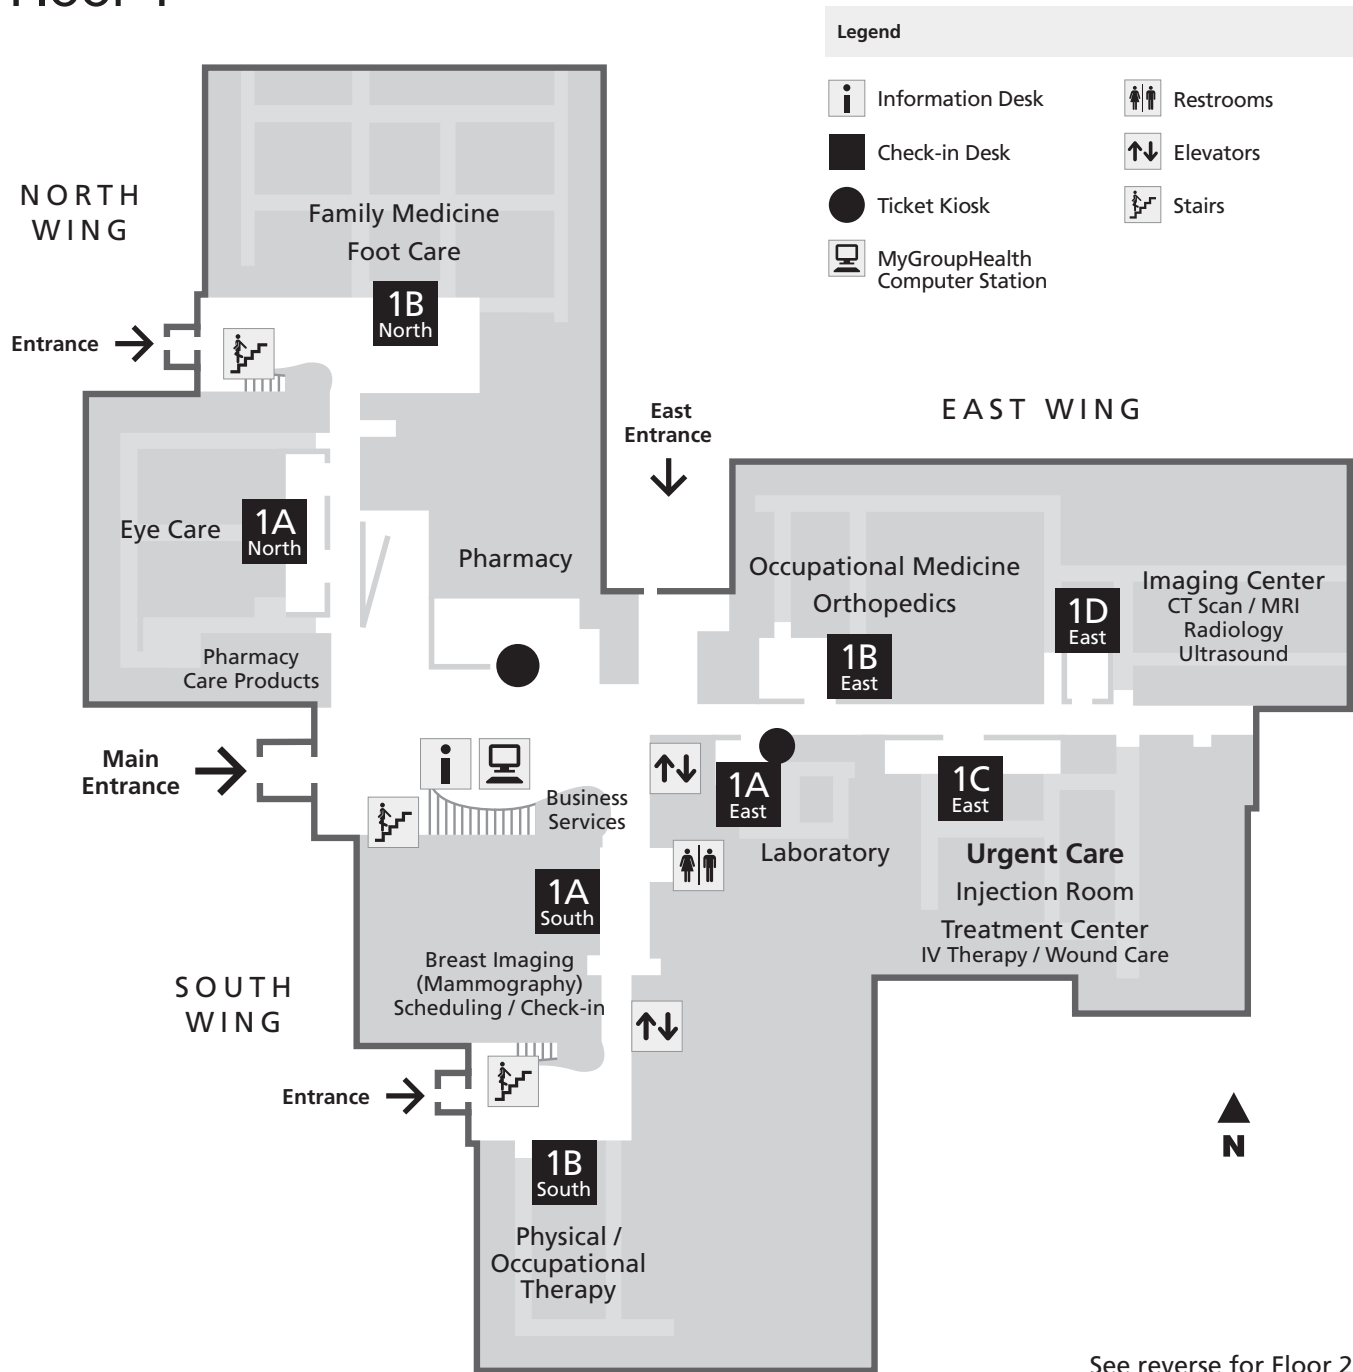 Floor 1
Legend
Information Desk
Check-in Desk
Ticket Kiosk
MyGroupHealth
Computer Station
Restrooms
Elevators
Stairs
NORTH
WING
Family Medicine
Foot Care
1B
North
Entrance
East
Entrance
EAST WING
Eye Care
1A
North
Pharmacy
Pharmacy
Care Products
Occupational Medicine
Orthopedics
1B
East
1D
East
Imaging Center
CT Scan / MRI
Radiology
Ultrasound
Main
Entrance
Business
Services
1A
East
Laboratory
1C
East
Urgent Care
Injection Room
Treatment Center
IV Therapy / Wound Care
1A
South
Breast Imaging
(Mammography)
Scheduling / Check-in
SOUTH
WING
Entrance
1B
South
Physical /
Occupational
Therapy
N
See reverse for Floor 2